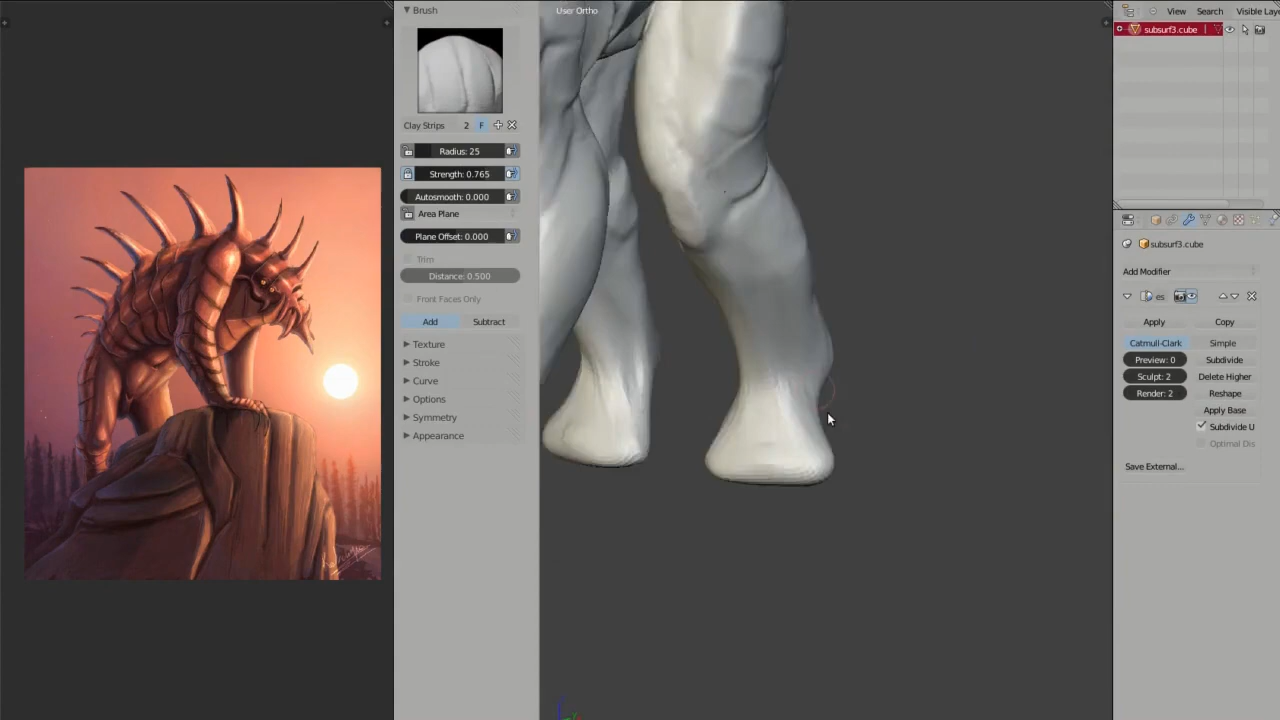 Brush
User Ortho
View Search Visible Laye
subsurf3.cube
Clay Strips 2 F
Radius: 25
Strength: 0.765
Autosmooth: 0.000
Area Plane
Plane Offset: 0.000
Trim
Distance: 0.500
Front Faces Only
Add Subtract
Texture
Stroke
Curve
Options
Symmetry
Appearance
subsurf3.cube
Add Modifier
es
Apply Copy
Catmull-Clark Simple
Preview: 0 Subdivide
Sculpt: 2 Delete Higher
Render: 2 Reshape
Apply Base
Subdivide U
Optimal Dis
Save External...